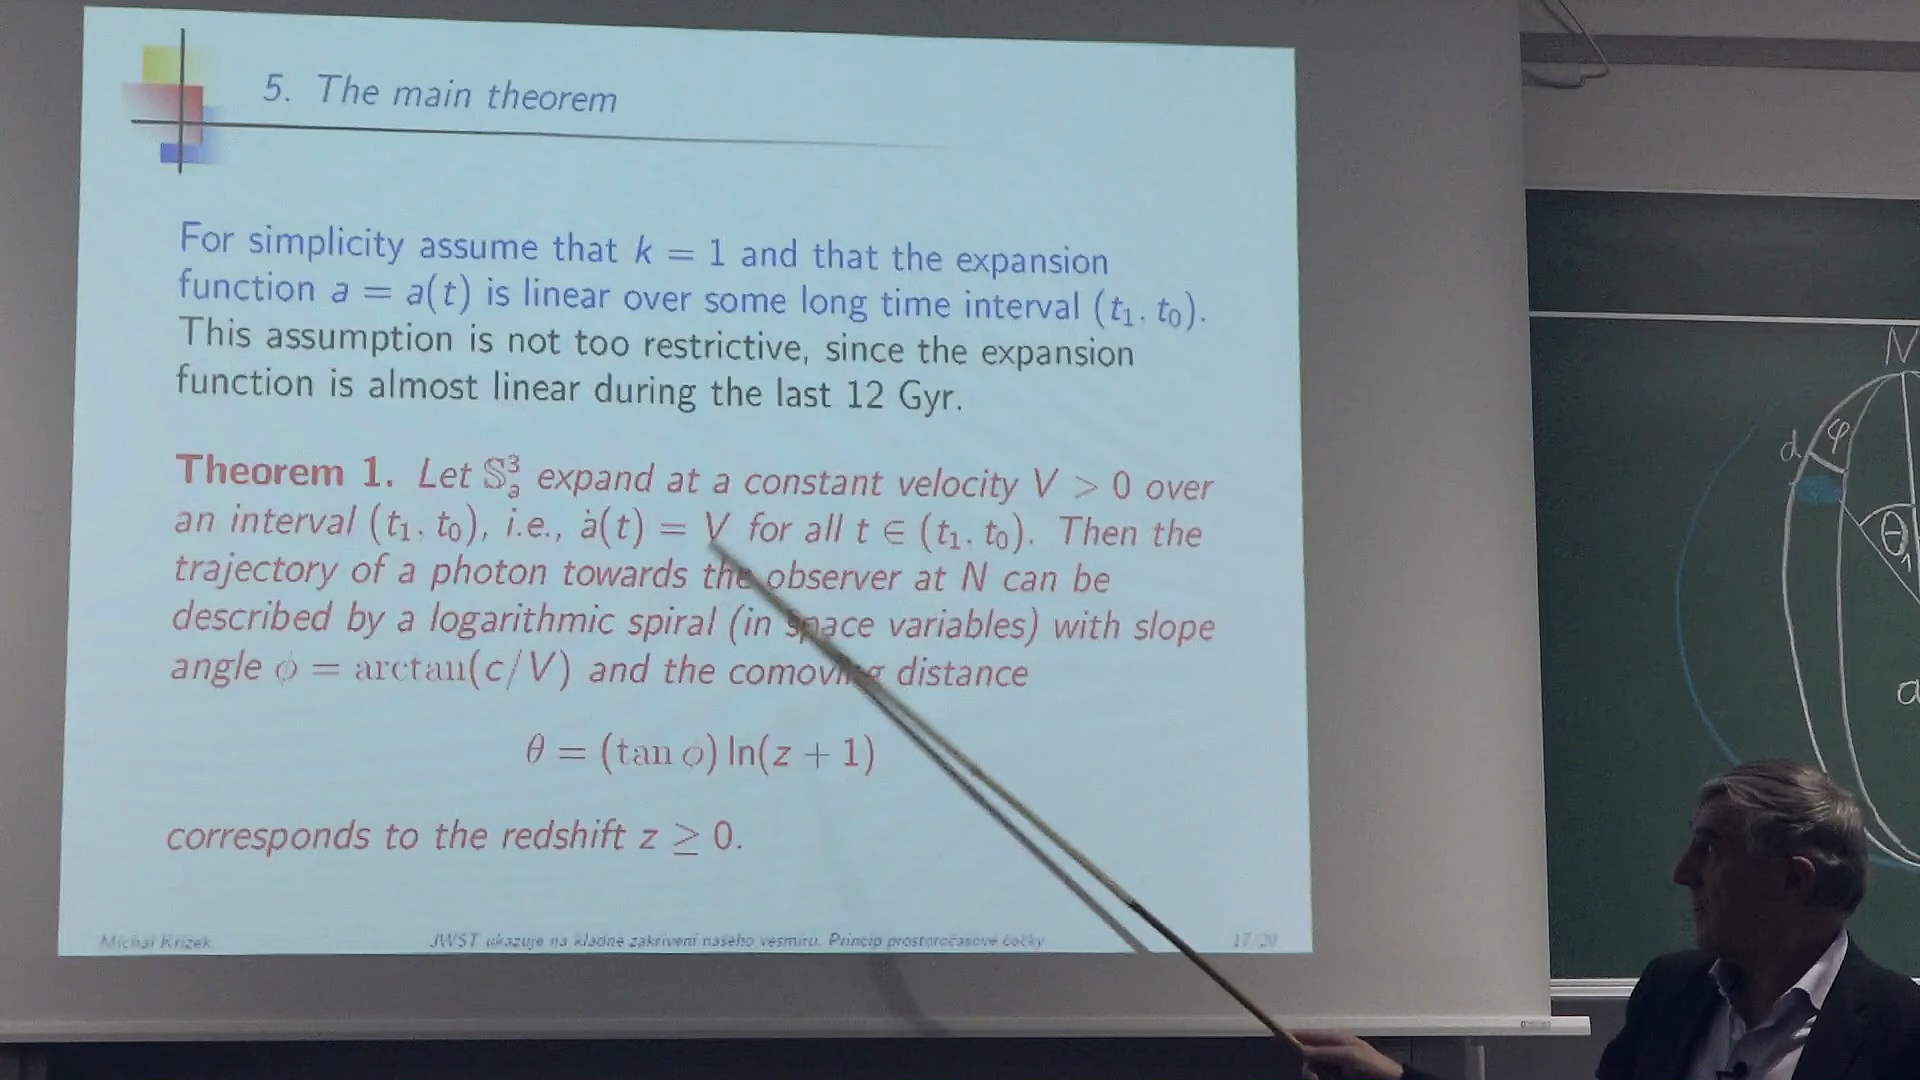 5. The main theorem
For simplicity assume that k = 1 and that the expansion
function a = a(t) is linear over some long time interval (t₁, t₀).
This assumption is not too restrictive, since the expansion
function is almost linear during the last 12 Gyr.
Theorem 1. Let 𝕊³ₐ expand at a constant velocity V > 0 over
an interval (t₁, t₀), i.e., ȧ(t) = V for all t ∈ (t₁, t₀). Then the
trajectory of a photon towards the observer at N can be
described by a logarithmic spiral (in space variables) with slope
angle ϕ = arctan(c/V) and the comoving distance
θ = (tan ϕ) ln(z + 1)
corresponds to the redshift z ≥ 0.
Michal Křížek
JWST ukazuje na kladné zakřivení našeho vesmíru. Princip prostoročasové čočky
17/20
N
d φ
θ₁
a